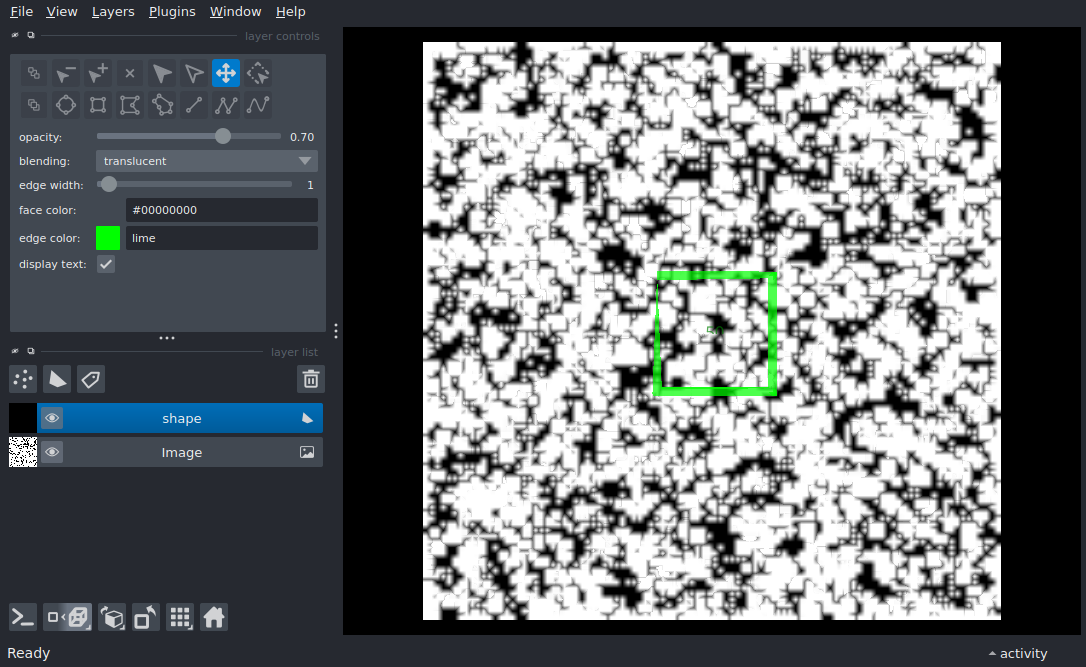 File View Layers Plugins Window Help
layer controls
opacity: 0.70
blending: translucent
edge width: 1
face color: #00000000
edge color: lime
display text:
layer list
shape
Image
Ready
activity